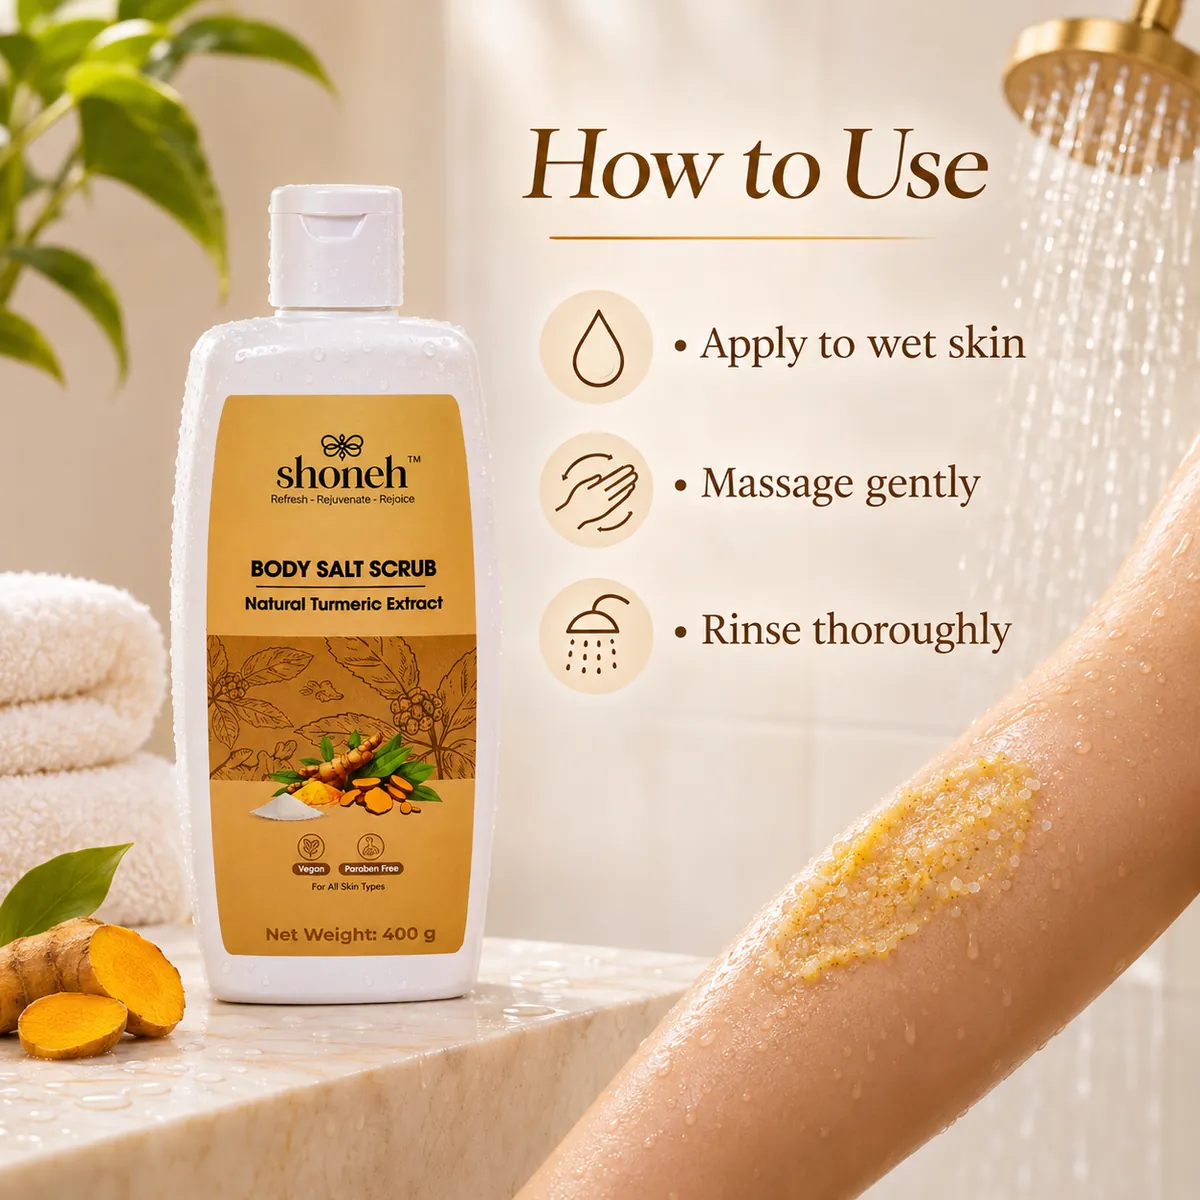 How to Use
• Apply to wet skin
• Massage gently
• Rinse thoroughly
shoneh™
Refresh - Rejuvenate - Rejoice
BODY SALT SCRUB
Natural Turmeric Extract
Vegan
Paraben Free
For All Skin Types
Net Weight: 400 g